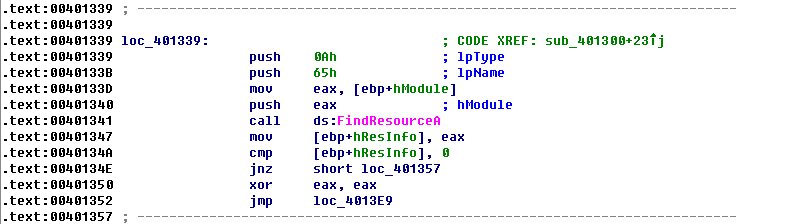 .text:00401339 ; ---------------------------------------------------------------------------
.text:00401339
.text:00401339 loc_401339:                             ; CODE XREF: sub_401300+23↑j
.text:00401339                 push    0Ah             ; lpType
.text:0040133B                 push    65h             ; lpName
.text:0040133D                 mov     eax, [ebp+hModule]
.text:00401340                 push    eax             ; hModule
.text:00401341                 call    ds:FindResourceA
.text:00401347                 mov     [ebp+hResInfo], eax
.text:0040134A                 cmp     [ebp+hResInfo], 0
.text:0040134E                 jnz     short loc_401357
.text:00401350                 xor     eax, eax
.text:00401352                 jmp     loc_4013E9
.text:00401357 ; ---------------------------------------------------------------------------